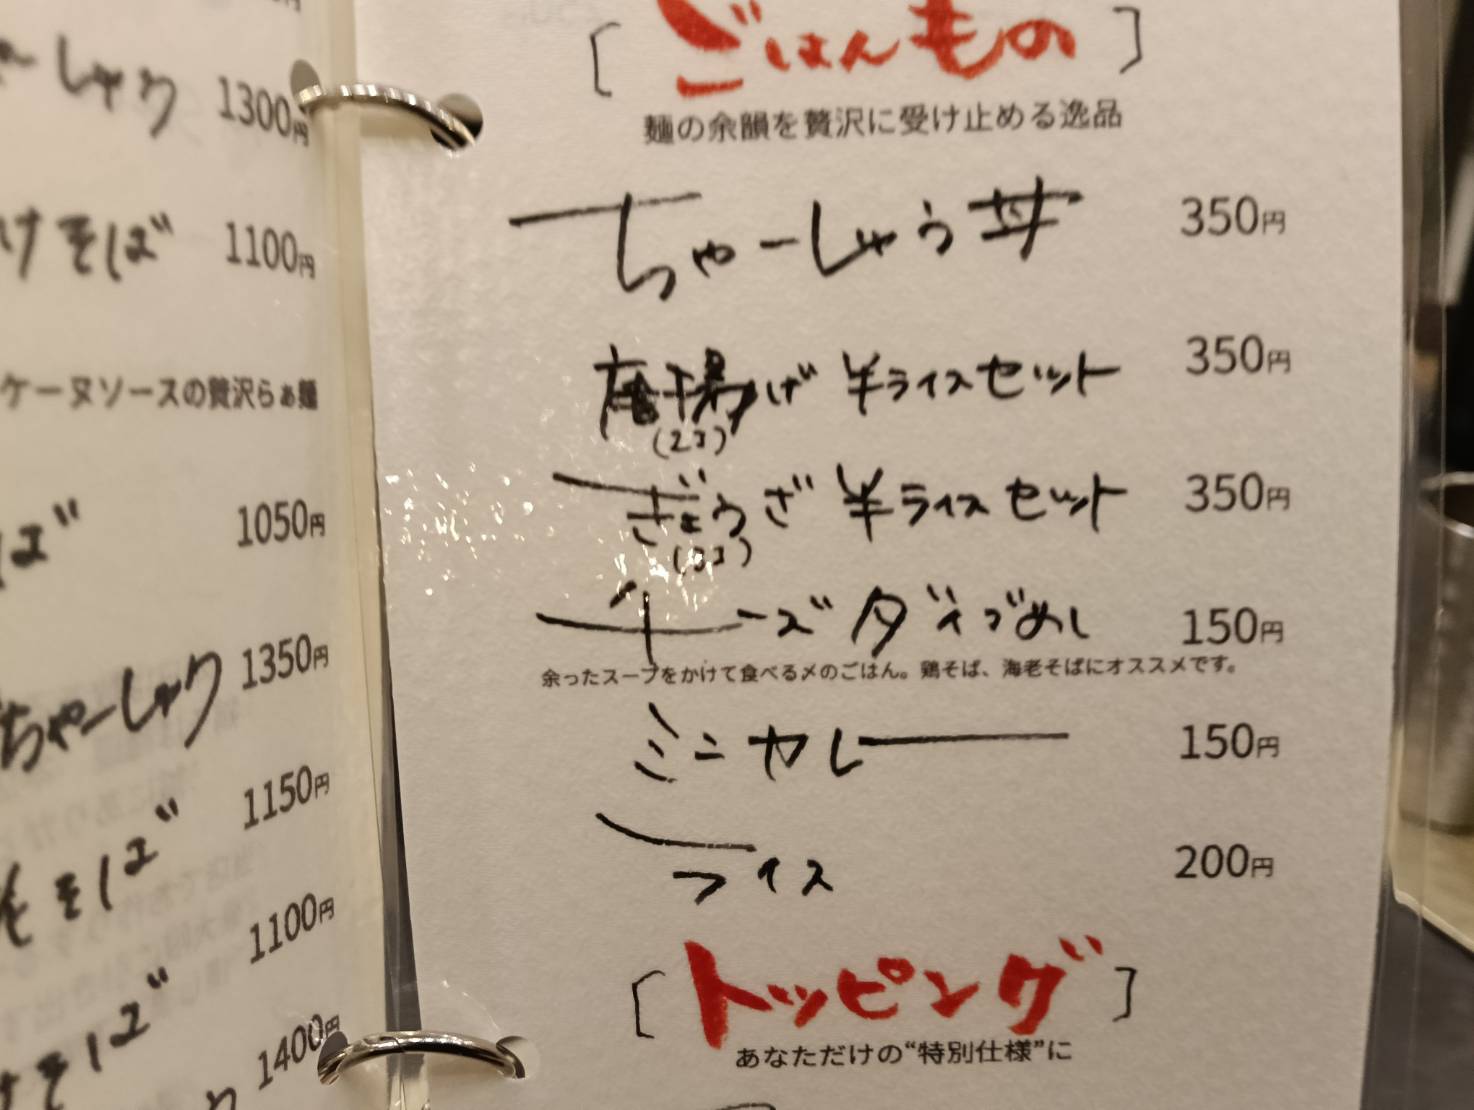 ーしゃう 1300円
けそば 1100円
ケーヌソースの贅沢らぁ麺
ば 1050円
ちゃーしゅう 1350円
そば 1150円
そば 1100円
1400円
[ごはんもの]
麺の余韻を贅沢に受け止める逸品
ちゃーしゅう丼 350円
唐揚げ 半ライスセット 350円
(2コ)
ぎょうざ 半ライスセット 350円
(3コ)
チーズダイブめし 150円
余ったスープをかけて食べる〆のごはん。鶏そば、海老そばにオススメです。
ミニカレー 150円
ライス 200円
[トッピング]
あなただけの“特別仕様”に